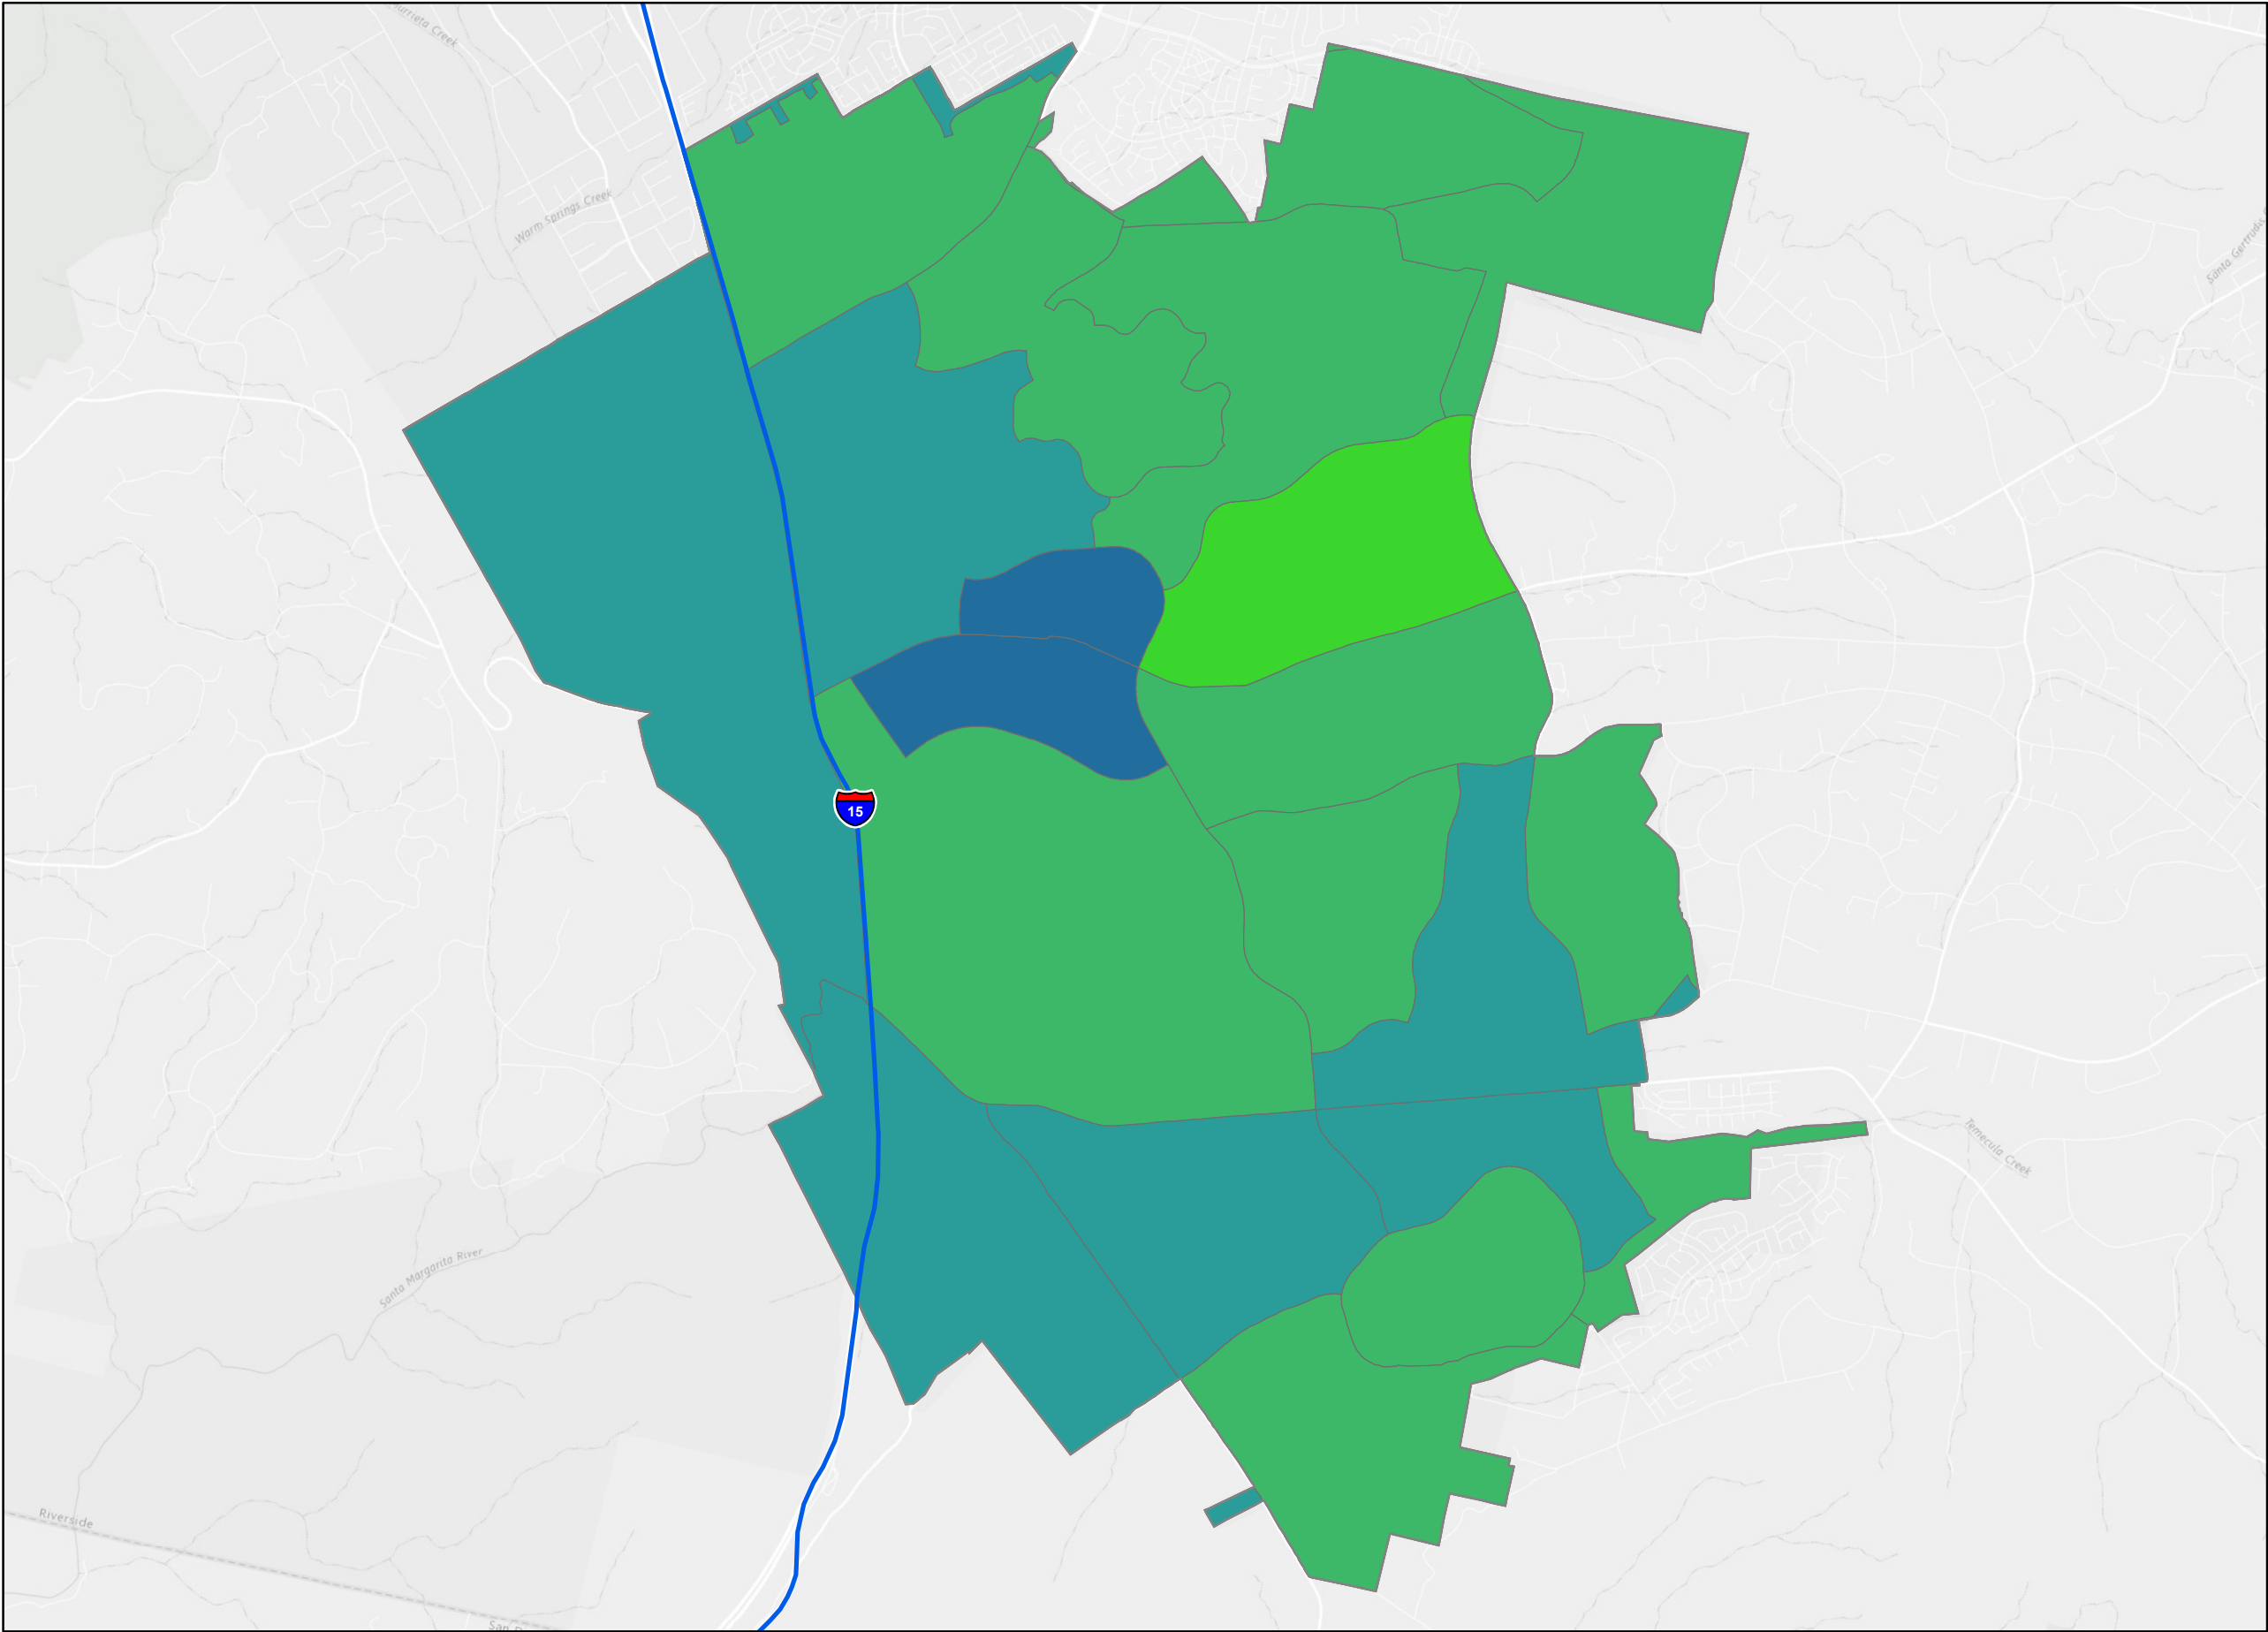 Murrieta Creek
Warm Springs Creek
Santa Gertrudis
15
Temecula Creek
Santa Margarita River
Riverside